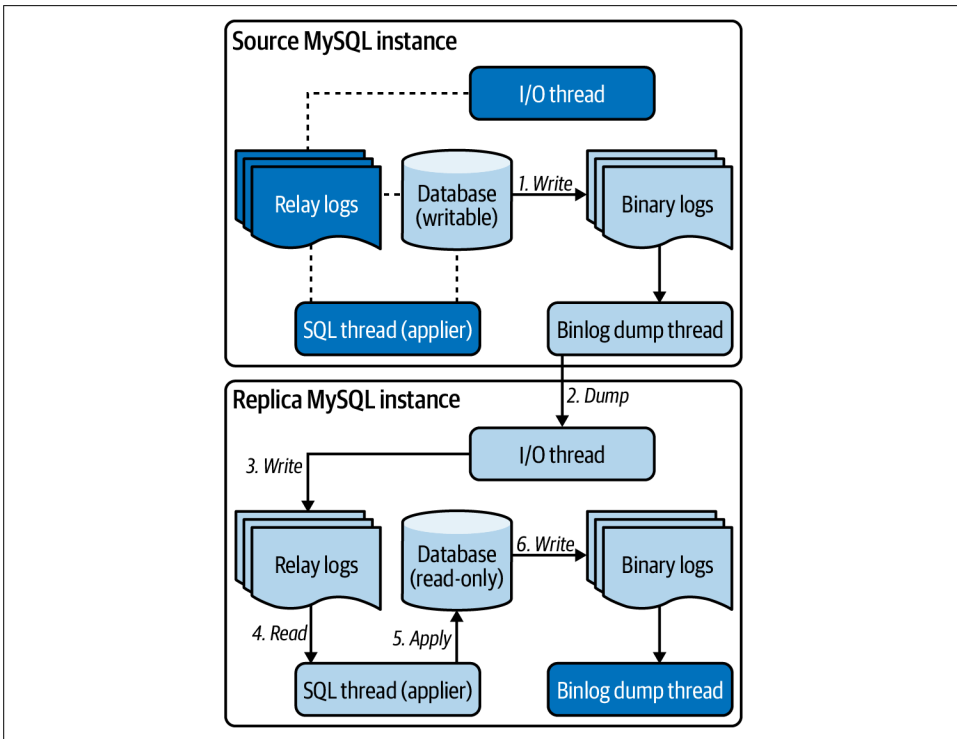 Source MySQL instance
I/O thread
Relay logs
Database
(writable)
1. Write
Binary logs
SQL thread (applier)
Binlog dump thread
2. Dump
Replica MySQL instance
I/O thread
3. Write
Relay logs
Database
(read-only)
6. Write
Binary logs
4. Read
5. Apply
SQL thread (applier)
Binlog dump thread